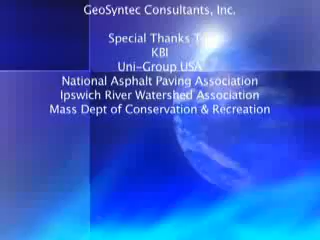 GeoSyntec Consultants, Inc.
Special Thanks To:
KBI
Uni-Group USA
National Asphalt Paving Association
Ipswich River Watershed Association
Mass Dept of Conservation & Recreation